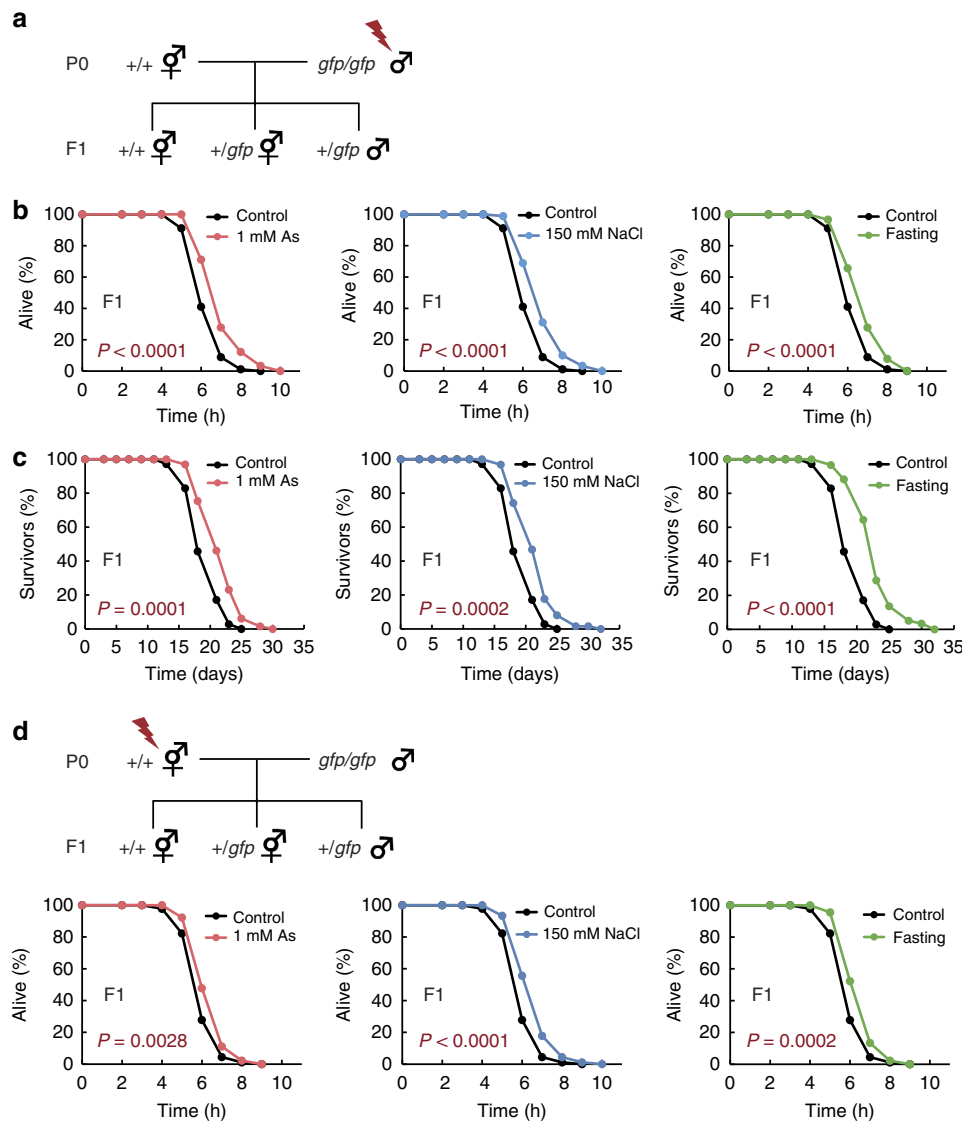 a
P0 +/+ ⚥ gfp/gfp ♂
F1 +/+ ⚥ +/gfp ⚥ +/gfp ♂
b
100
80
60
40
20
0
Alive (%)
Control
1 mM As
F1
P < 0.0001
0 2 4 6 8 10
Time (h)
100
80
60
40
20
0
Alive (%)
Control
150 mM NaCl
F1
P < 0.0001
0 2 4 6 8 10
Time (h)
100
80
60
40
20
0
Alive (%)
Control
Fasting
F1
P < 0.0001
0 2 4 6 8 10
Time (h)
c
100
80
60
40
20
0
Survivors (%)
Control
1 mM As
F1
P = 0.0001
0 5 10 15 20 25 30 35
Time (days)
100
80
60
40
20
0
Survivors (%)
Control
150 mM NaCl
F1
P = 0.0002
0 5 10 15 20 25 30 35
Time (days)
100
80
60
40
20
0
Survivors (%)
Control
Fasting
F1
P < 0.0001
0 5 10 15 20 25 30 35
Time (days)
d
P0 +/+ ⚥ gfp/gfp ♂
F1 +/+ ⚥ +/gfp ⚥ +/gfp ♂
100
80
60
40
20
0
Alive (%)
Control
1 mM As
F1
P = 0.0028
0 2 4 6 8 10
Time (h)
100
80
60
40
20
0
Alive (%)
Control
150 mM NaCl
F1
P < 0.0001
0 2 4 6 8 10
Time (h)
100
80
60
40
20
0
Alive (%)
Control
Fasting
F1
P = 0.0002
0 2 4 6 8 10
Time (h)